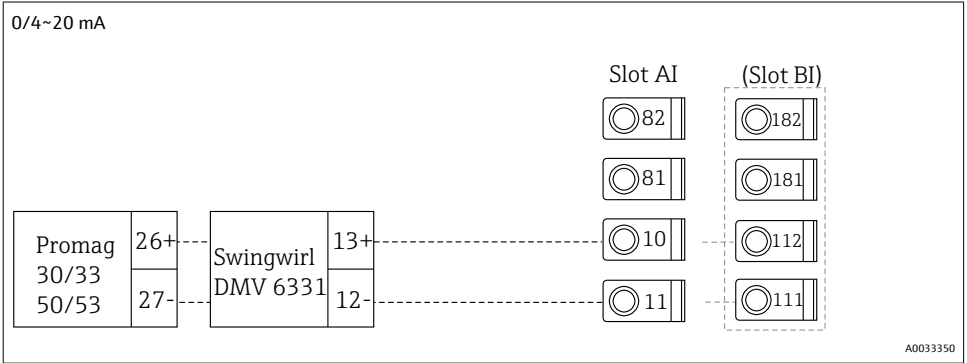 0/4~20 mA
Slot AI
(Slot BI)
82
182
81
181
Promag
30/33
50/53
26+
27-
Swingwirl
DMV 6331
13+
12-
10
112
11
111
A0033350